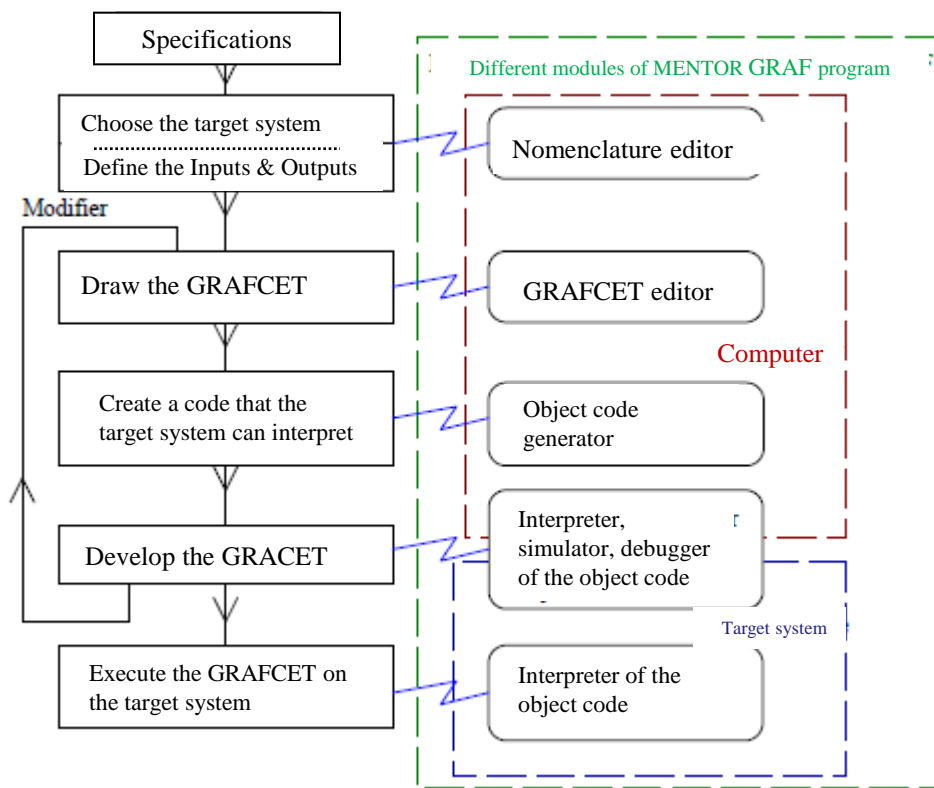 Specifications
Different modules of MENTOR GRAF program
Choose the target system
Define the Inputs & Outputs
Nomenclature editor
Modifier
Draw the GRAFCET
GRAFCET editor
Computer
Create a code that the
target system can interpret
Object code
generator
Develop the GRACET
Interpreter,
simulator, debugger
of the object code
Target system
Execute the GRAFCET on
the target system
Interpreter of the
object code